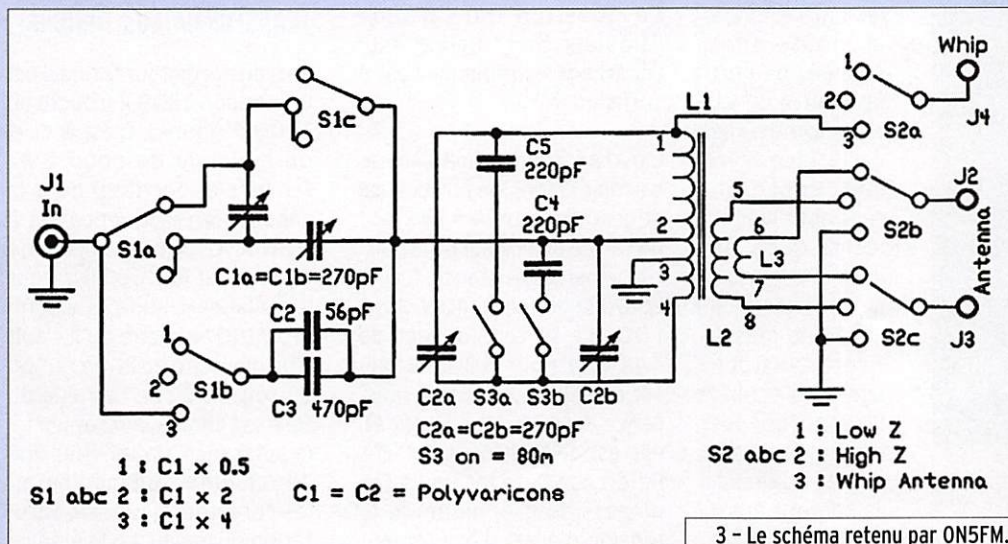 J1
In
S1a
S1c
C1a=C1b=270pF
1
2
3
S1b
C2
56pF
C3
470pF
C5
220pF
C4
220pF
C2a
S3a
S3b
C2b
L1
1
2
3
4
5
6
7
8
L3
L2
1
2
3
S2a
Whip
J4
J2
S2b
Antenna
S2c
J3
C2a=C2b=270pF
S3 on = 80m
1 : C1 x 0.5
S1 abc 2 : C1 x 2
3 : C1 x 4
C1 = C2 = Polyvaricons
1 : Low Z
S2 abc 2 : High Z
3 : Whip Antenna
3 - Le schéma retenu par ON5FM.